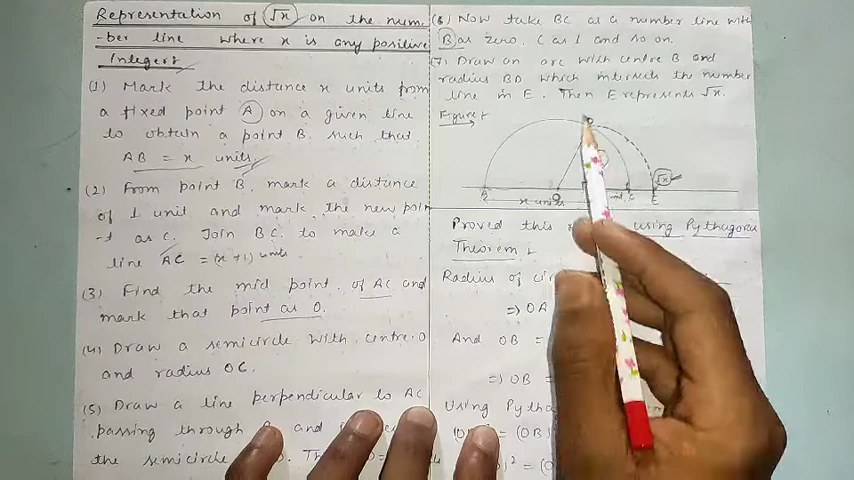 Representation of √x on the num-
-ber line where x is any positive
Integer:
(1) Mark the distance x units from
a fixed point A on a given line
to obtain a point B. such that
AB = x units.
(2) From point B, mark a distance
of 1 unit and mark the new poin
-t as C. Join BC. to make a
line AC = (x+1) units.
(3) Find the mid point of AC and
mark that point as O.
(4) Draw a semicircle with centre O
and radius OC.
(5) Draw a line perpendicular to AC
passing through B and
the semicircle
(6) Now take BC as a number line with
B as zero, C as 1 and so on.
(7) Draw an arc with centre B and
radius BD which intersects the number
line in E. Then E represents √x.
Figure:
D
√x
A O C E
x units
Proved this using Pythagorus
Theorem:
Radius of
⇒ OA
And OB =
⇒ OB =
Using
(OB)²